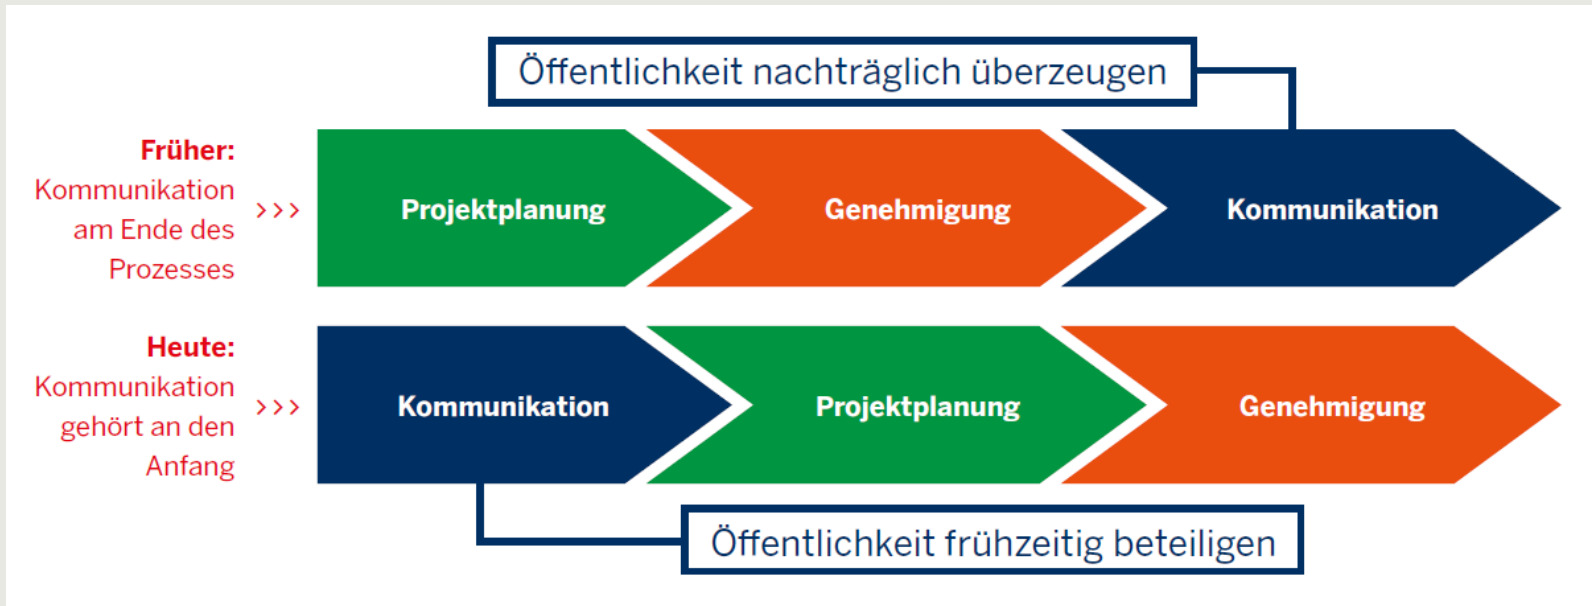 Öffentlichkeit nachträglich überzeugen
Früher:
Kommunikation
am Ende des
Prozesses
>>>
Projektplanung
Genehmigung
Kommunikation
Heute:
Kommunikation
gehört an den
Anfang
>>>
Kommunikation
Projektplanung
Genehmigung
Öffentlichkeit frühzeitig beteiligen